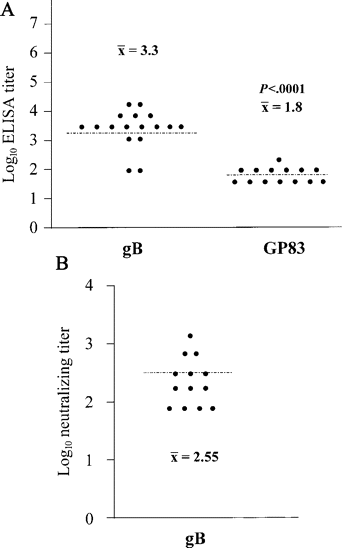 A
Log10 ELISA titer
7
6
5
4
3
2
1
0
x̄ = 3.3
P<.0001
x̄ = 1.8
gB
GP83
B
Log10 neutralizing titer
4
3
2
1
0
x̄ = 2.55
gB